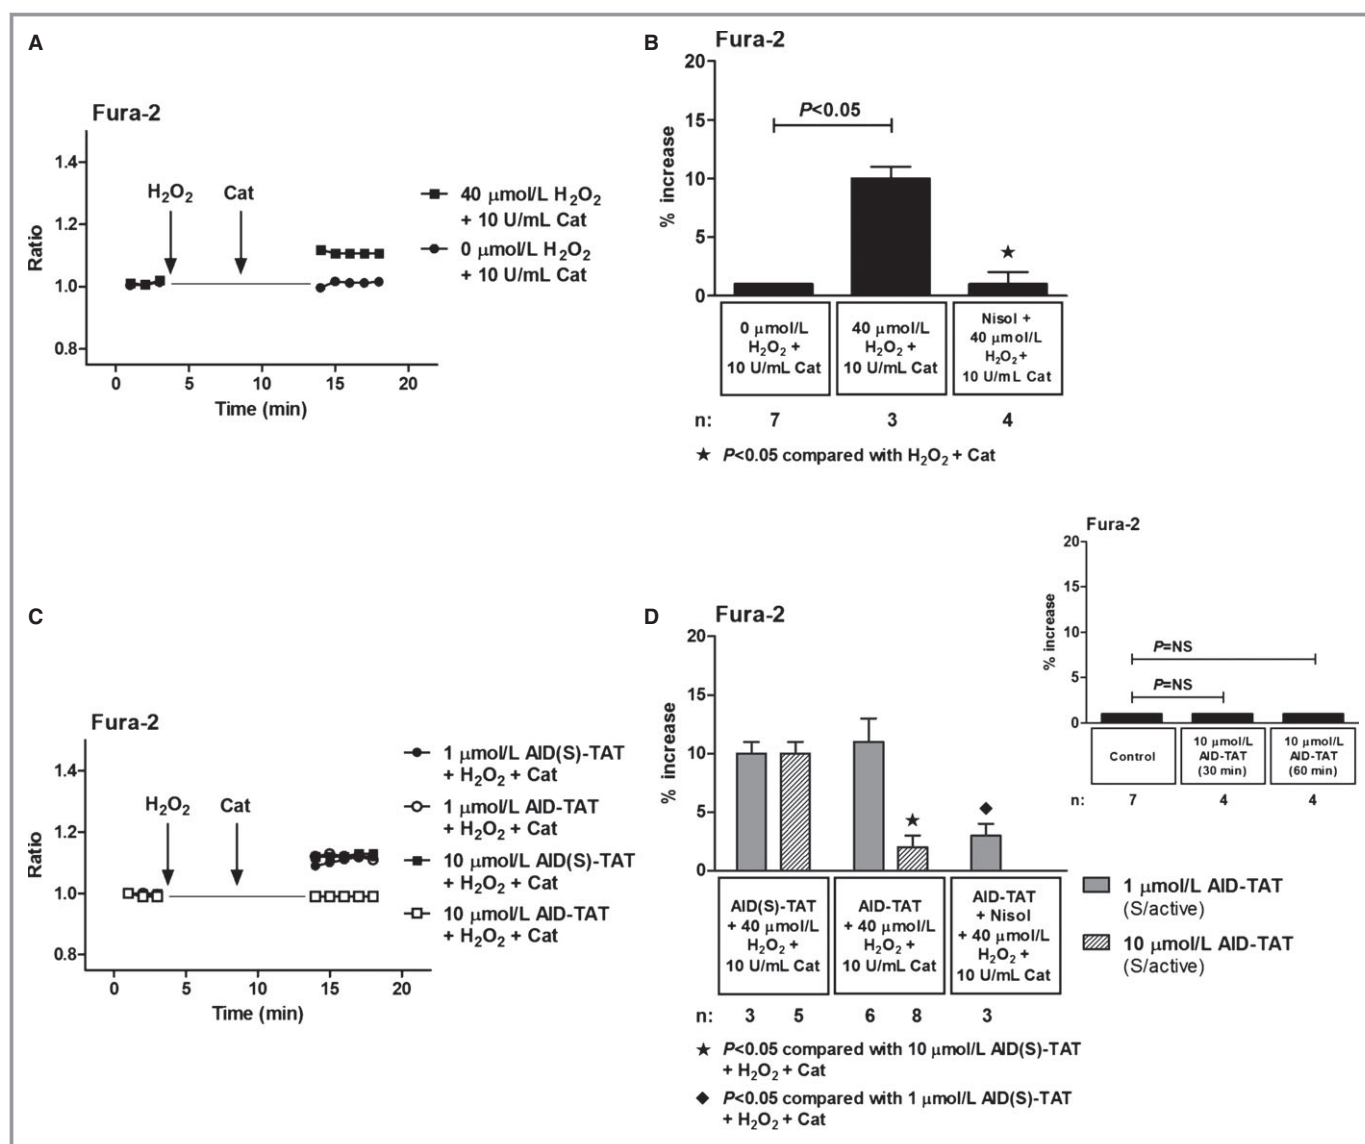 A
Fura-2
1.4
1.2
1.0
0.8
Ratio
H2O2
Cat
0
5
10
15
20
Time (min)
40 μmol/L H2O2
+ 10 U/mL Cat
0 μmol/L H2O2
+ 10 U/mL Cat
B
Fura-2
20
15
10
5
0
% increase
P<0.05
★
0 μmol/L
H2O2 +
10 U/mL Cat
40 μmol/L
H2O2 +
10 U/mL Cat
Nisol +
40 μmol/L
H2O2 +
10 U/mL Cat
n: 7 3 4
★ P<0.05 compared with H2O2 + Cat
C
Fura-2
1.4
1.2
1.0
0.8
Ratio
H2O2
Cat
0
5
10
15
20
Time (min)
1 μmol/L AID(S)-TAT
+ H2O2 + Cat
1 μmol/L AID-TAT
+ H2O2 + Cat
10 μmol/L AID(S)-TAT
+ H2O2 + Cat
10 μmol/L AID-TAT
+ H2O2 + Cat
D
Fura-2
20
15
10
5
0
% increase
★
◆
AID(S)-TAT
+ 40 μmol/L
H2O2 +
10 U/mL Cat
AID-TAT
+ 40 μmol/L
H2O2 +
10 U/mL Cat
AID-TAT
+ Nisol
+ 40 μmol/L
H2O2 +
10 U/mL Cat
n: 3 5 6 8 3
★ P<0.05 compared with 10 μmol/L AID(S)-TAT
+ H2O2 + Cat
◆ P<0.05 compared with 1 μmol/L AID(S)-TAT
+ H2O2 + Cat
Fura-2
20
15
10
5
0
% increase
P=NS
P=NS
Control
10 μmol/L
AID-TAT
(30 min)
10 μmol/L
AID-TAT
(60 min)
n: 7 4 4
1 μmol/L AID-TAT
(S/active)
10 μmol/L AID-TAT
(S/active)